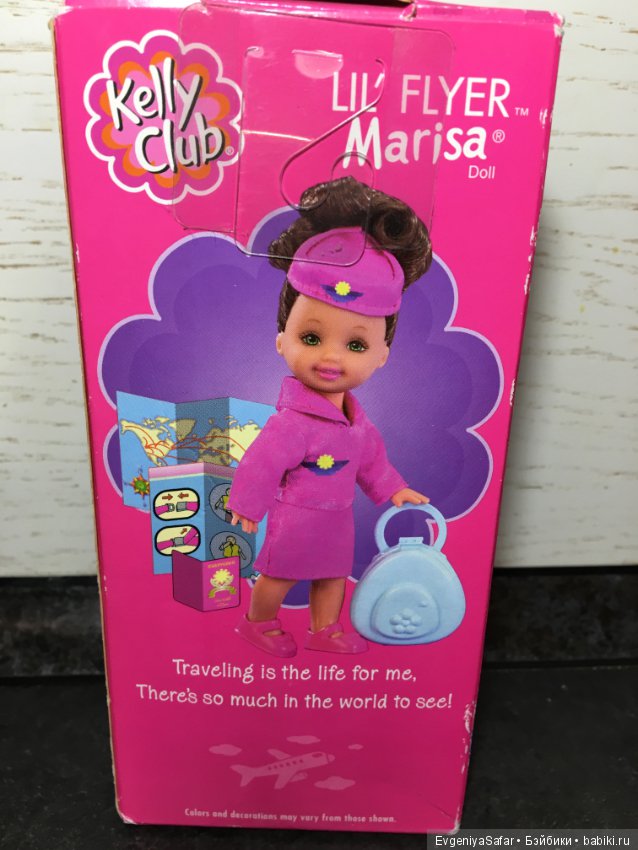 Kelly
Club®
LIL' FLYER™
Marisa®
Doll
Traveling is the life for me,
There's so much in the world to see!
Colors and decorations may vary from those shown.
EvgeniyaSafar • Бэйбики • babiki.ru